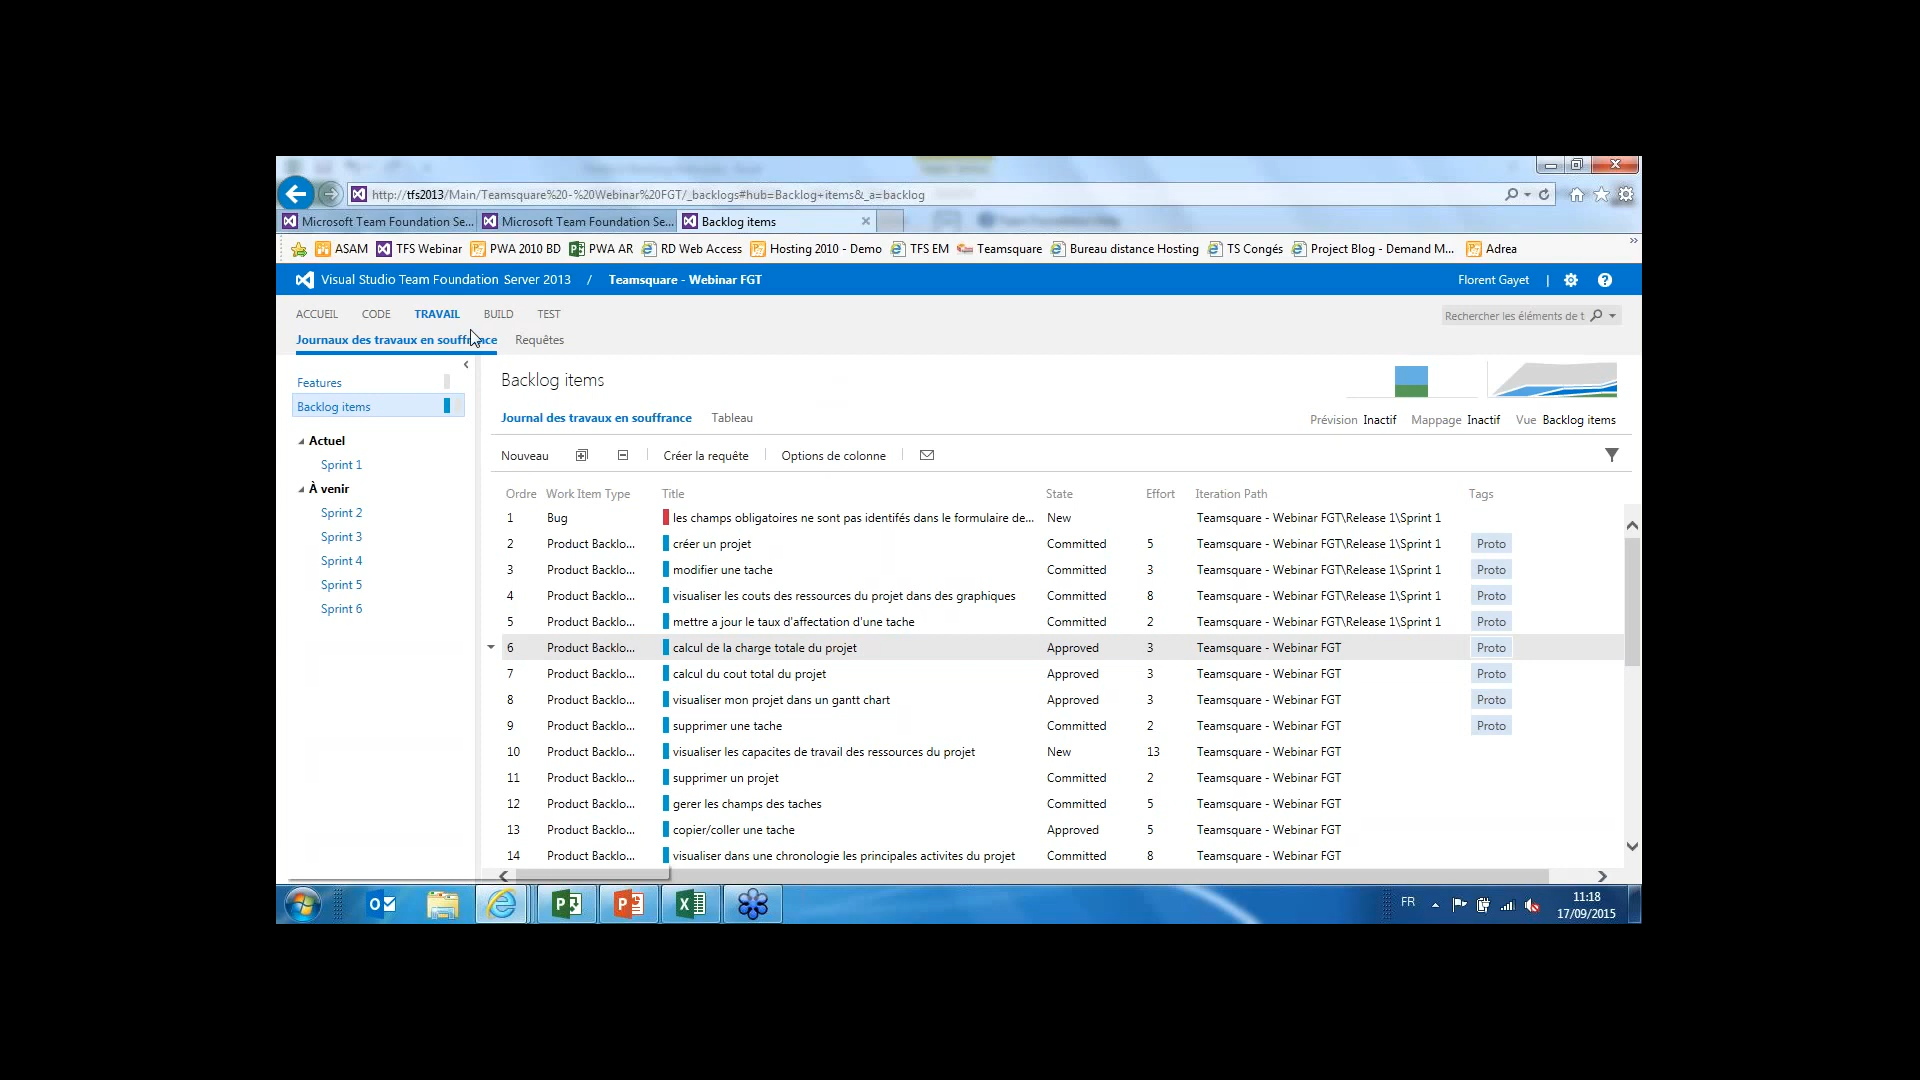 http://tfs2013/Main/Teamsquare%20-%20Webinar%20FGT/_backlogs#hub=Backlog+items&_a=backlog
Microsoft Team Foundation Se... Microsoft Team Foundation Se... Backlog items
ASAM TFS Webinar PWA 2010 BD PWA AR RD Web Access Hosting 2010 - Demo TFS EM Teamsquare Bureau distance Hosting TS Congés Project Blog - Demand M... Adrea
Visual Studio Team Foundation Server 2013 / Teamsquare - Webinar FGT Florent Gayet |
ACCUEIL CODE TRAVAIL BUILD TEST Rechercher les éléments de t
Journaux des travaux en souffrance Requêtes
Features
Backlog items
Actuel
Sprint 1
À venir
Sprint 2
Sprint 3
Sprint 4
Sprint 5
Sprint 6
Backlog items
Journal des travaux en souffrance Tableau Prévision Inactif Mappage Inactif Vue Backlog items
Nouveau Créer la requête Options de colonne
Ordre Work Item Type Title State Effort Iteration Path Tags
1 Bug les champs obligatoires ne sont pas identifés dans le formulaire de... New Teamsquare - Webinar FGT\Release 1\Sprint 1
2 Product Backlo... créer un projet Committed 5 Teamsquare - Webinar FGT\Release 1\Sprint 1 Proto
3 Product Backlo... modifier une tache Committed 3 Teamsquare - Webinar FGT\Release 1\Sprint 1 Proto
4 Product Backlo... visualiser les couts des ressources du projet dans des graphiques Committed 8 Teamsquare - Webinar FGT\Release 1\Sprint 1 Proto
5 Product Backlo... mettre a jour le taux d'affectation d'une tache Committed 2 Teamsquare - Webinar FGT\Release 1\Sprint 1 Proto
6 Product Backlo... calcul de la charge totale du projet Approved 3 Teamsquare - Webinar FGT Proto
7 Product Backlo... calcul du cout total du projet Approved 3 Teamsquare - Webinar FGT Proto
8 Product Backlo... visualiser mon projet dans un gantt chart Approved 3 Teamsquare - Webinar FGT Proto
9 Product Backlo... supprimer une tache Committed 2 Teamsquare - Webinar FGT Proto
10 Product Backlo... visualiser les capacites de travail des ressources du projet New 13 Teamsquare - Webinar FGT
11 Product Backlo... supprimer un projet Committed 2 Teamsquare - Webinar FGT
12 Product Backlo... gerer les champs des taches Committed 5 Teamsquare - Webinar FGT
13 Product Backlo... copier/coller une tache Approved 5 Teamsquare - Webinar FGT
14 Product Backlo... visualiser dans une chronologie les principales activites du projet Committed 8 Teamsquare - Webinar FGT
FR 11:18
17/09/2015